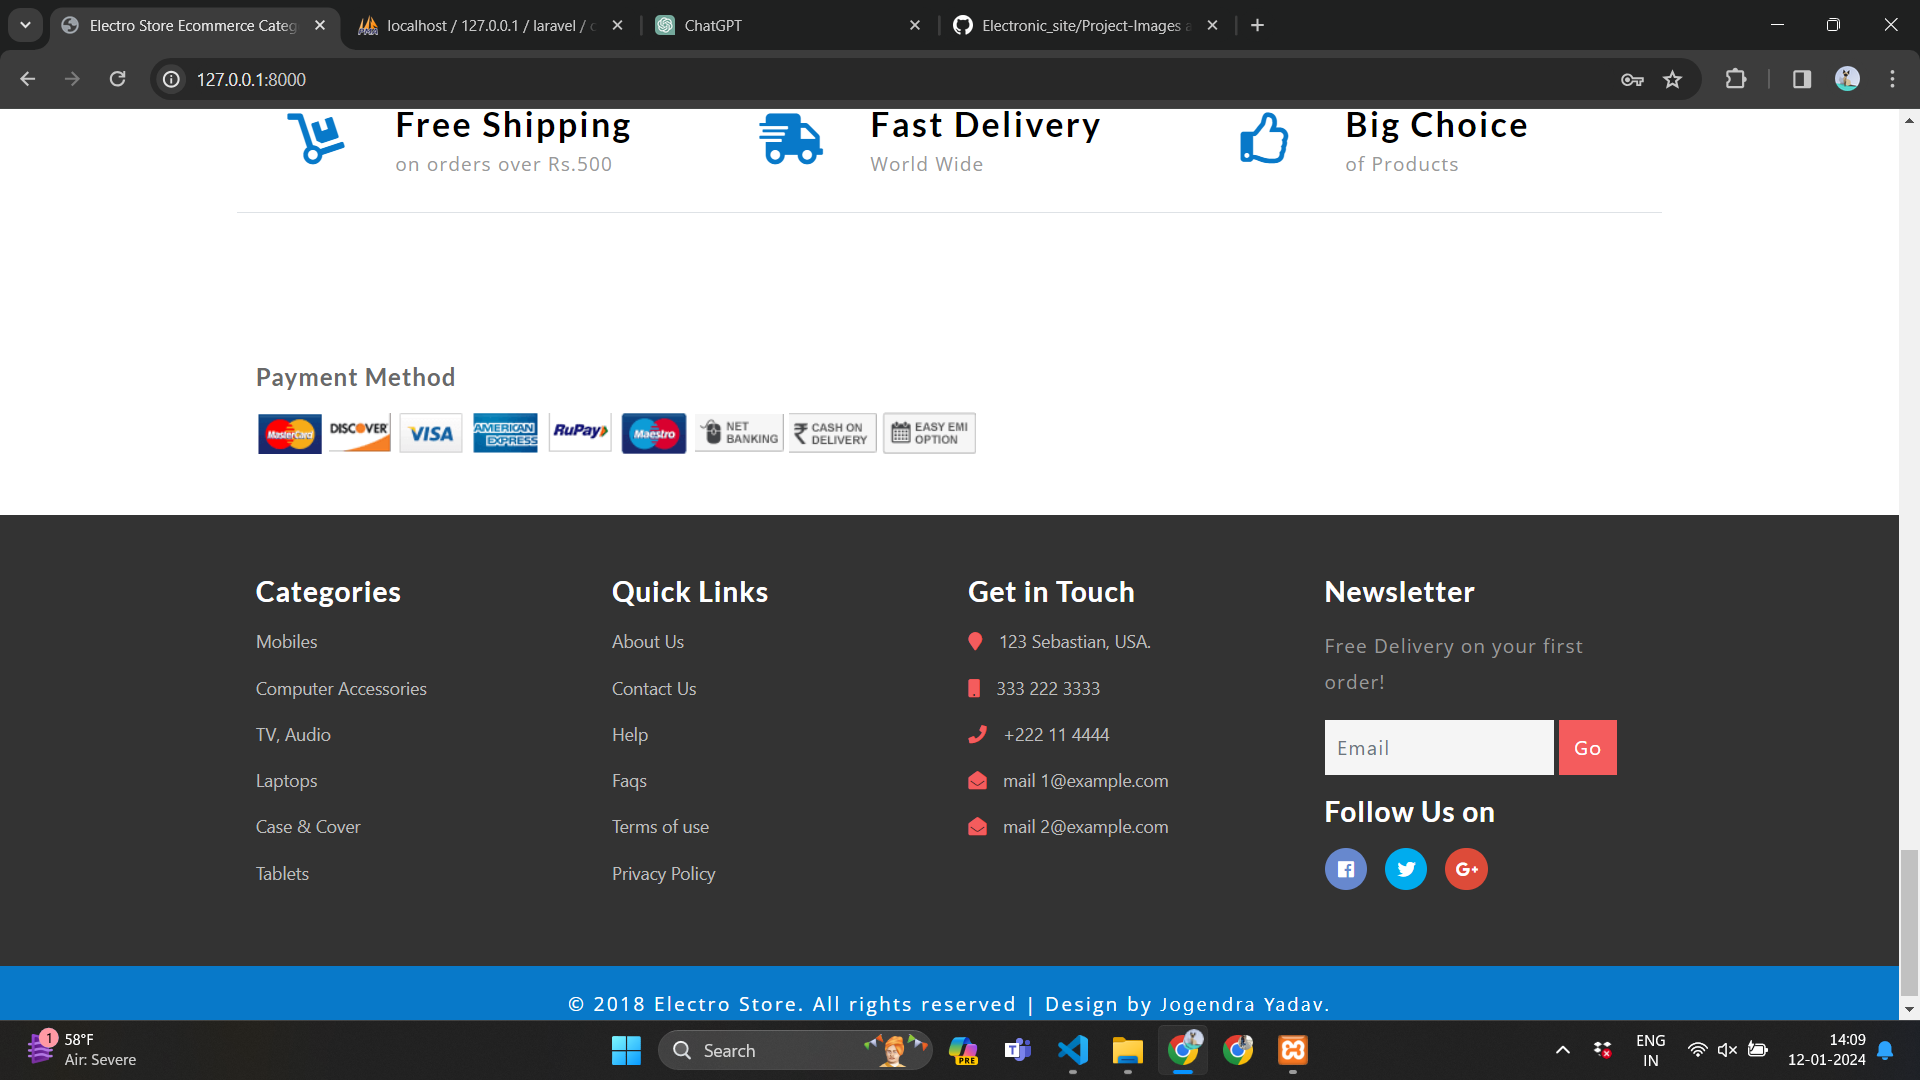 Electro Store Ecommerce Categ
localhost / 127.0.0.1 / laravel / c
ChatGPT
Electronic_site/Project-Images a
127.0.0.1:8000
Free Shipping
on orders over Rs.500
Fast Delivery
World Wide
Big Choice
of Products
Payment Method
MasterCard
DISCOVER
VISA
AMERICAN
EXPRESS
RuPay
Maestro
NET
BANKING
CASH ON
DELIVERY
EASY EMI
OPTION
Categories
Mobiles
Computer Accessories
TV, Audio
Laptops
Case & Cover
Tablets
Quick Links
About Us
Contact Us
Help
Faqs
Terms of use
Privacy Policy
Get in Touch
123 Sebastian, USA.
333 222 3333
+222 11 4444
mail 1@example.com
mail 2@example.com
Newsletter
Free Delivery on your first
order!
Email
Go
Follow Us on
© 2018 Electro Store. All rights reserved | Design by Jogendra Yadav.
1
58°F
Air: Severe
Search
PRE
ENG
IN
14:09
12-01-2024